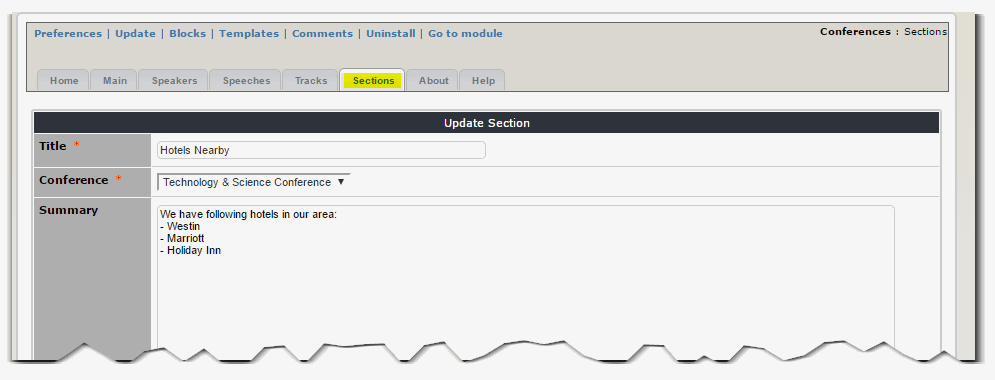 Preferences | Update | Blocks | Templates | Comments | Uninstall | Go to module
Conferences : Sections
Home Main Speakers Speeches Tracks Sections About Help
Update Section
Title * Hotels Nearby
Conference * Technology & Science Conference ▼
Summary
We have following hotels in our area:
- Westin
- Marriott
- Holiday Inn